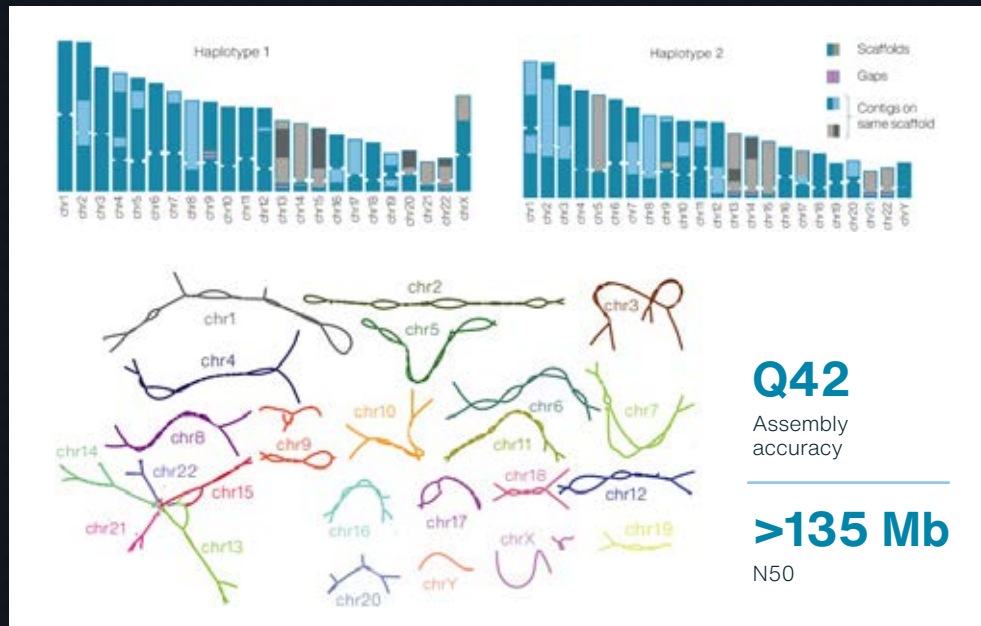 Haplotype 1
chr1
chr2
chr3
chr4
chr5
chr6
chr7
chr8
chr9
chr10
chr11
chr12
chr13
chr14
chr15
chr16
chr17
chr18
chr19
chr20
chr21
chr22
chrX
Haplotype 2
chr1
chr2
chr3
chr4
chr5
chr6
chr7
chr8
chr9
chr10
chr11
chr12
chr13
chr14
chr15
chr16
chr17
chr18
chr19
chr20
chr21
chr22
chrY
Scaffolds
Gaps
Contigs on
same scaffold
chr1
chr2
chr3
chr4
chr5
chr6
chr7
chr8
chr9
chr10
chr11
chr12
chr14
chr22
chr15
chr21
chr13
chr16
chr17
chr18
chr19
chrX
chr20
chrY
Q42
Assembly
accuracy
>135 Mb
N50